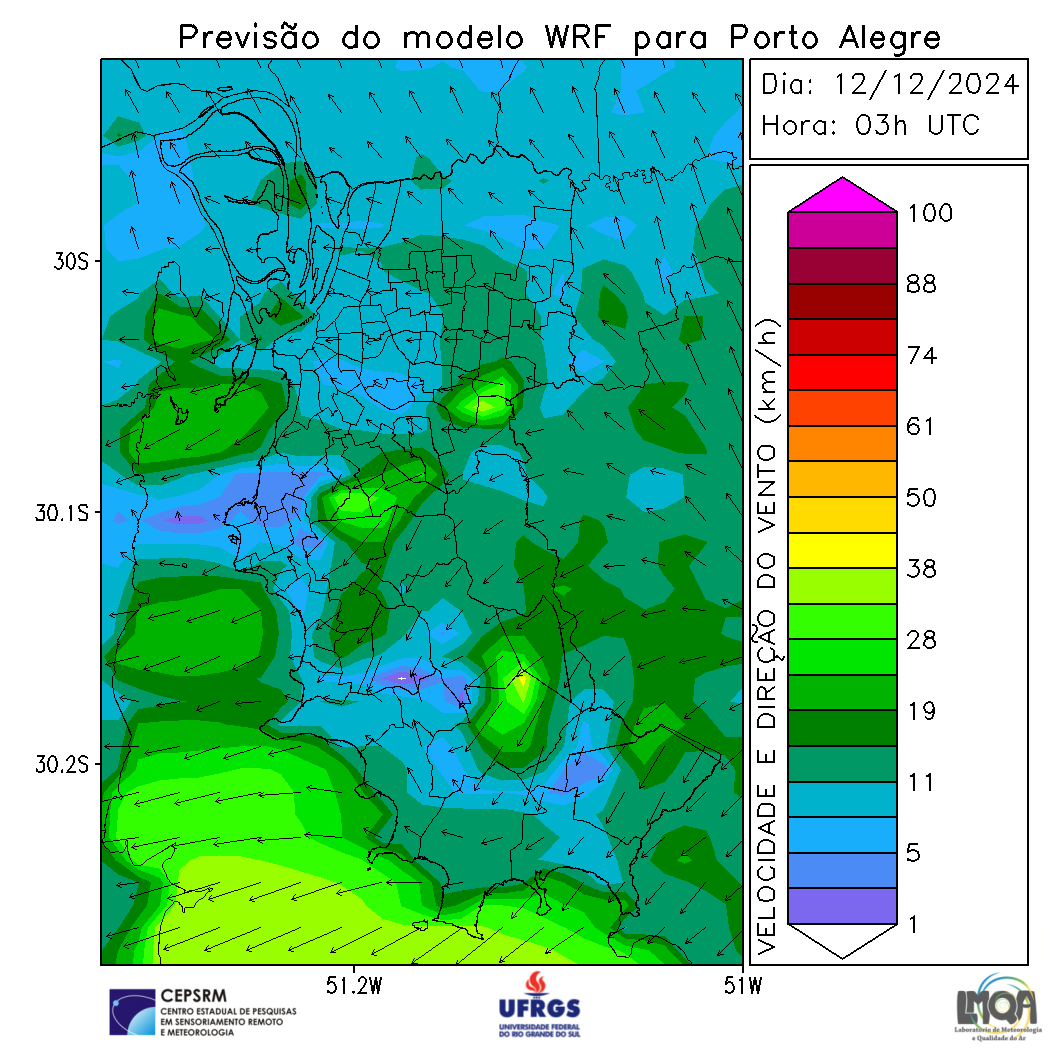 Previsão do modelo WRF para Porto Alegre
Dia: 12/12/2024
Hora: 03h UTC
30S
30.1S
30.2S
51.2W
51W
VELOCIDADE E DIREÇÃO DO VENTO (km/h)
100
88
74
61
50
38
28
19
11
5
1
CEPSRM
CENTRO ESTADUAL DE PESQUISAS
EM SENSORIAMENTO REMOTO
E METEOROLOGIA
UFRGS
UNIVERSIDADE FEDERAL
DO RIO GRANDE DO SUL
LMQA
Laboratório de Meteorologia
e Qualidade do Ar